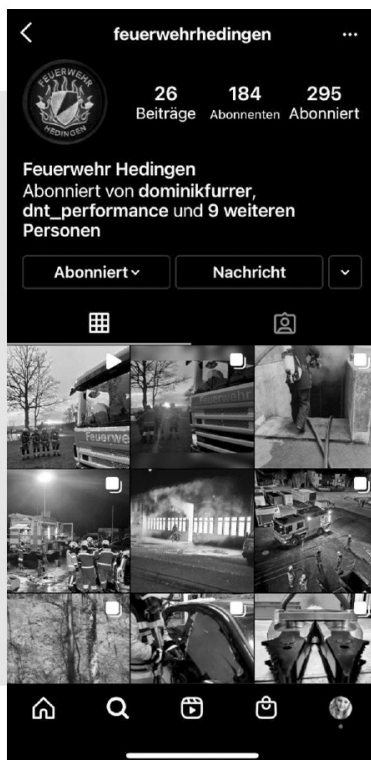 feuerwehrhedingen
26 184 295
Beiträge Abonnenten Abonniert
FEUERWEHR
HEDINGEN
Feuerwehr Hedingen
Abonniert von dominikfurrer,
dnt_performance und 9 weiteren
Personen
Abonniert Nachricht
Feuerwe
Feuerwehr